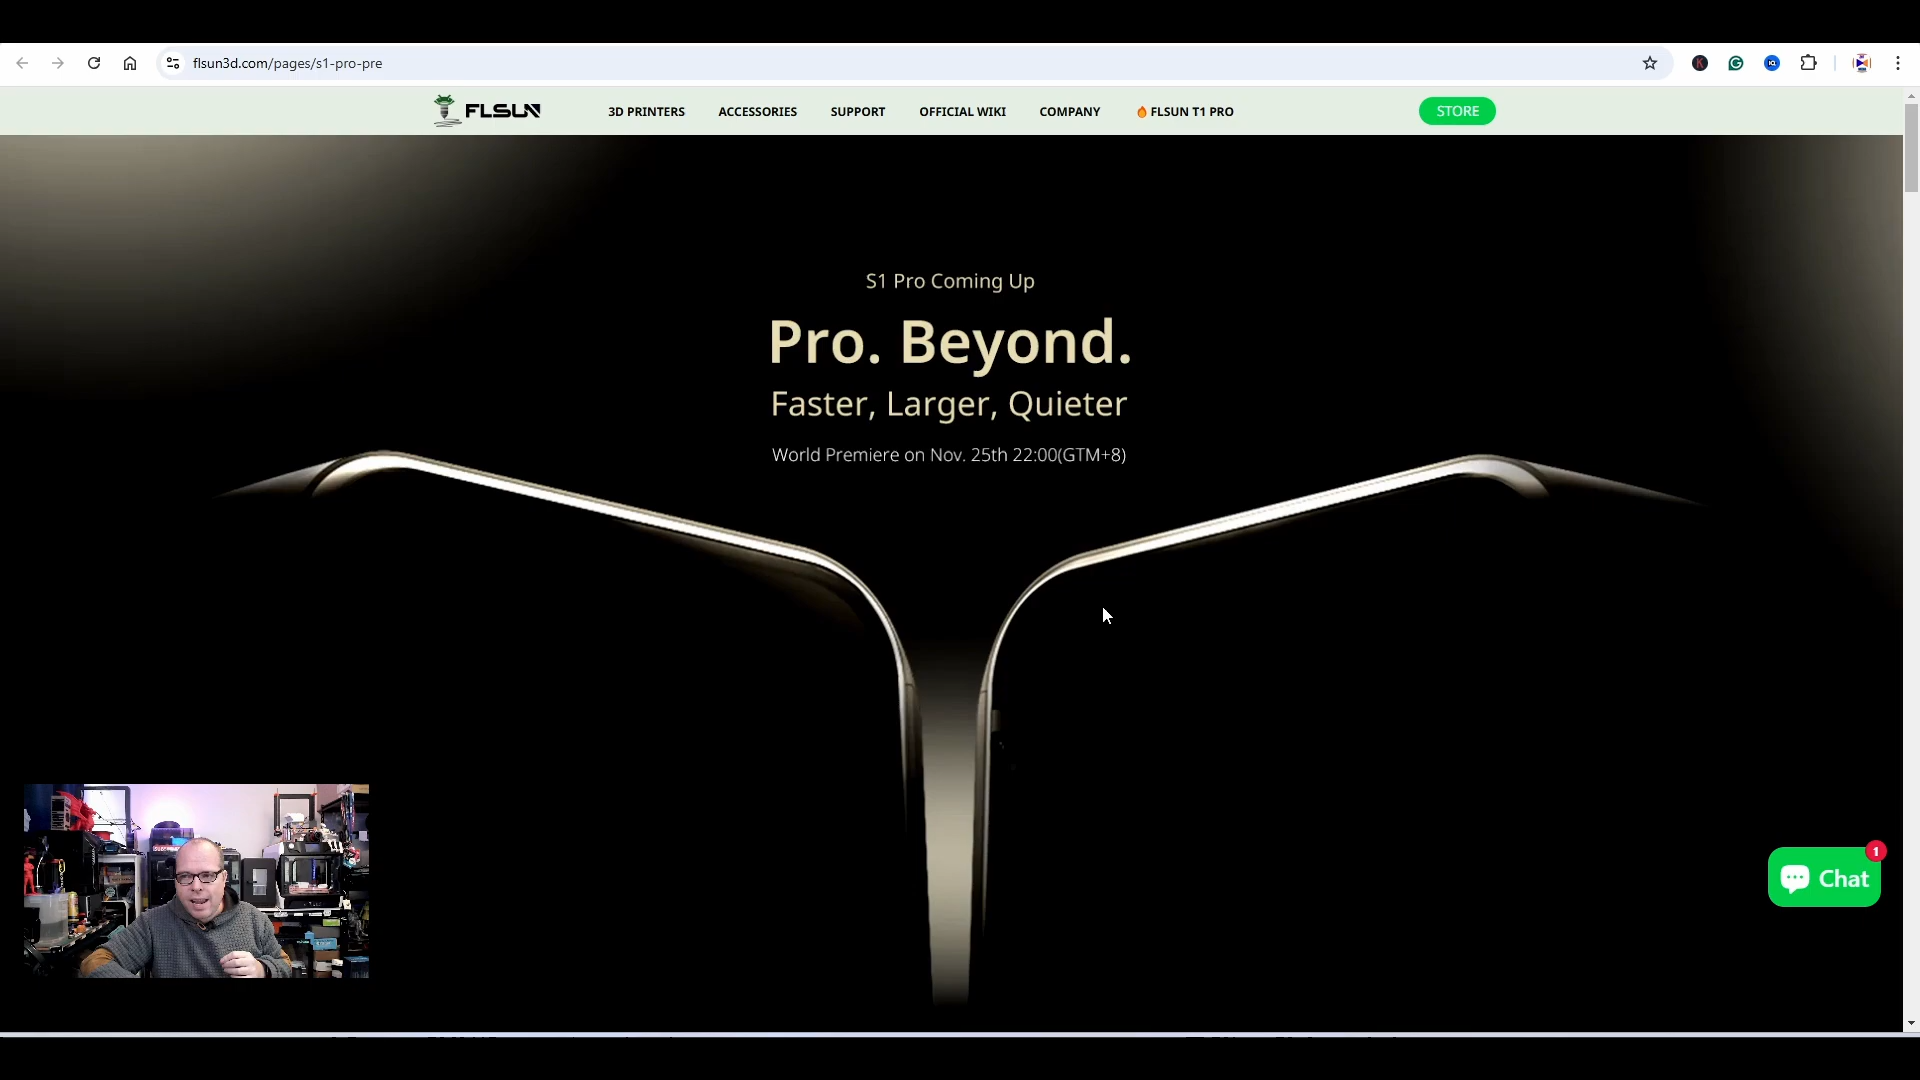 flsun3d.com/pages/s1-pro-pre
FLSUN
3D PRINTERS
ACCESSORIES
SUPPORT
OFFICIAL WIKI
COMPANY
FLSUN T1 PRO
STORE
S1 Pro Coming Up
Pro. Beyond.
Faster, Larger, Quieter
World Premiere on Nov. 25th 22:00(GTM+8)
1
Chat